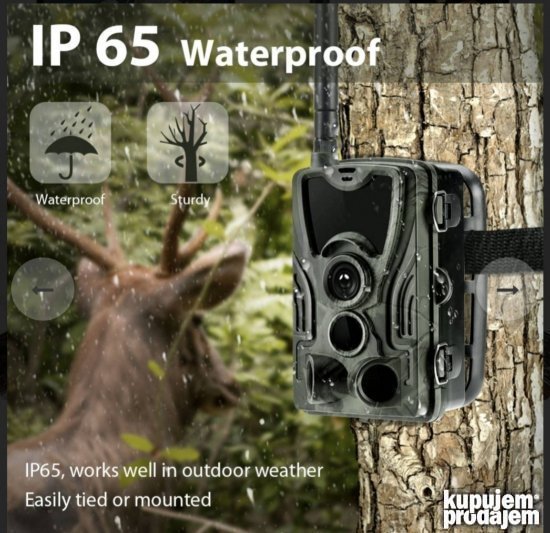 IP 65 Waterproof
Waterproof
Sturdy
IP65, works well in outdoor weather
Easily tied or mounted
kupujem
prodajem